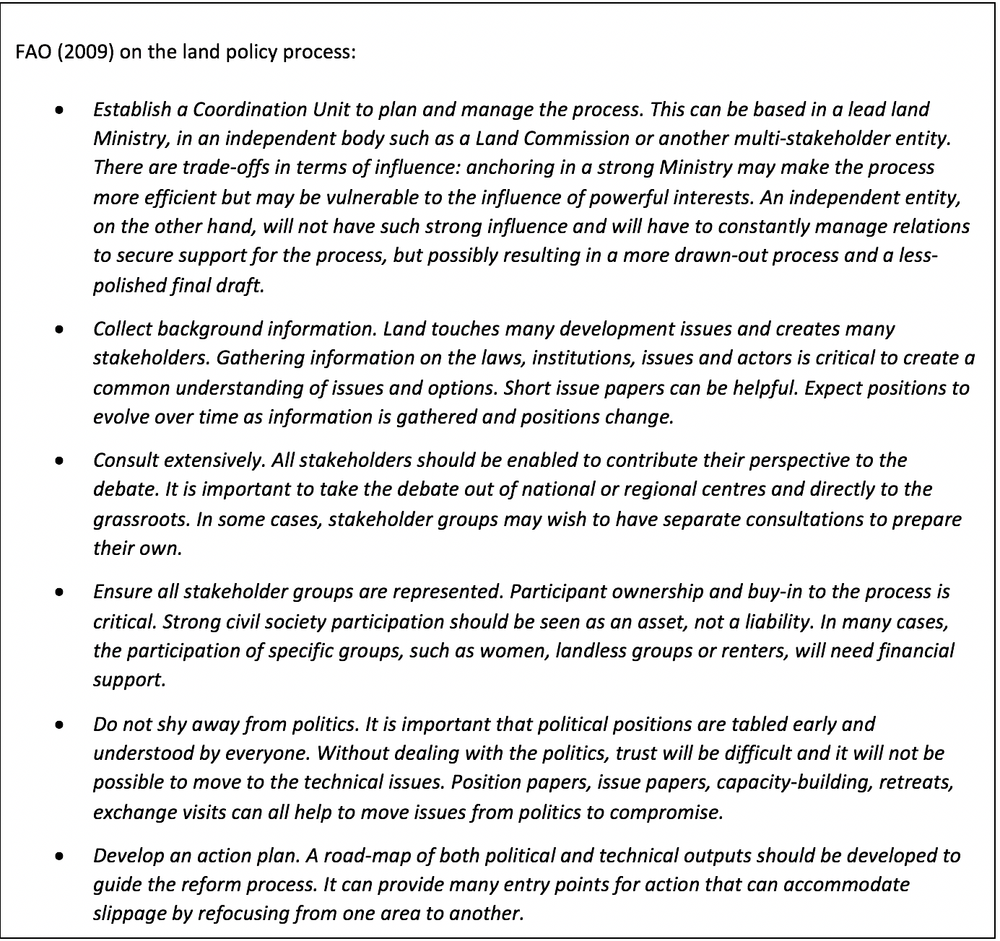 FAO (2009) on the land policy process:
• Establish a Coordination Unit to plan and manage the process. This can be based in a lead land
Ministry, in an independent body such as a Land Commission or another multi-stakeholder entity.
There are trade-offs in terms of influence: anchoring in a strong Ministry may make the process
more efficient but may be vulnerable to the influence of powerful interests. An independent entity,
on the other hand, will not have such strong influence and will have to constantly manage relations
to secure support for the process, but possibly resulting in a more drawn-out process and a less-
polished final draft.
• Collect background information. Land touches many development issues and creates many
stakeholders. Gathering information on the laws, institutions, issues and actors is critical to create a
common understanding of issues and options. Short issue papers can be helpful. Expect positions to
evolve over time as information is gathered and positions change.
• Consult extensively. All stakeholders should be enabled to contribute their perspective to the
debate. It is important to take the debate out of national or regional centres and directly to the
grassroots. In some cases, stakeholder groups may wish to have separate consultations to prepare
their own.
• Ensure all stakeholder groups are represented. Participant ownership and buy-in to the process is
critical. Strong civil society participation should be seen as an asset, not a liability. In many cases,
the participation of specific groups, such as women, landless groups or renters, will need financial
support.
• Do not shy away from politics. It is important that political positions are tabled early and
understood by everyone. Without dealing with the politics, trust will be difficult and it will not be
possible to move to the technical issues. Position papers, issue papers, capacity-building, retreats,
exchange visits can all help to move issues from politics to compromise.
• Develop an action plan. A road-map of both political and technical outputs should be developed to
guide the reform process. It can provide many entry points for action that can accommodate
slippage by refocusing from one area to another.